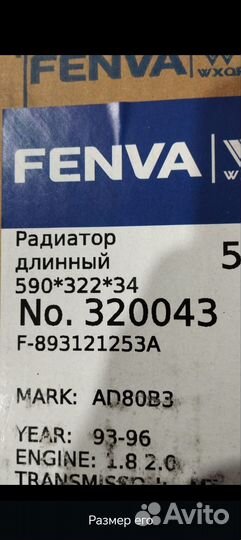 FENVA
FENVA
Радиатор
длинный
5
590*322*34
No. 320043
F-893121253A
MARK: AD80B3
YEAR: 93-96
ENGINE: 1.8 2.0
Размер его
Avito